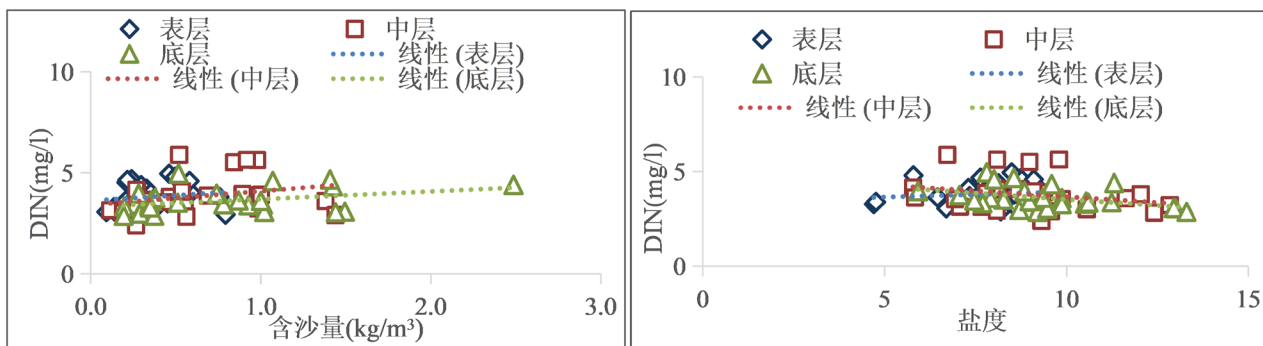 表层 中层
底层 线性 (表层)
线性 (中层) 线性 (底层)
10
5
0
DIN(mg/l)
0.0 1.0 2.0 3.0
含沙量(kg/m³)
表层 中层
底层 线性 (表层)
线性 (中层) 线性 (底层)
10
5
0
DIN(mg/l)
0 5 10 15
盐度